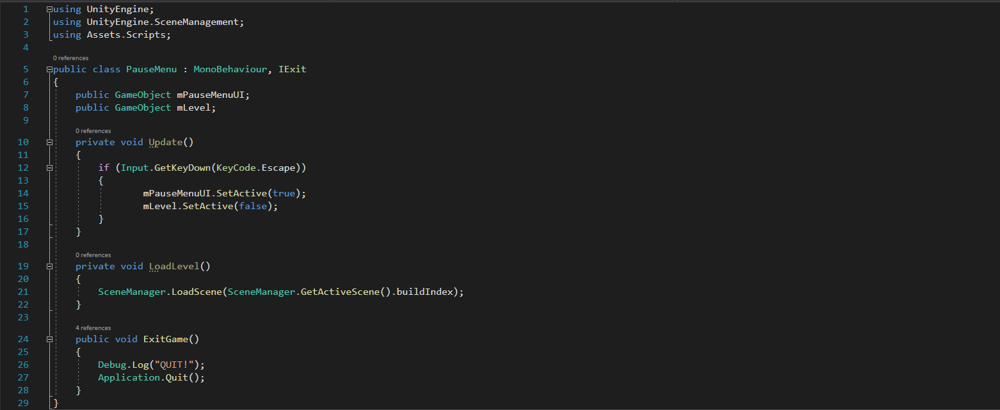 1 using UnityEngine;
2 using UnityEngine.SceneManagement;
3 using Assets.Scripts;
4
0 references
5 public class PauseMenu : MonoBehaviour, IExit
6 {
7 public GameObject mPauseMenuUI;
8 public GameObject mLevel;
9
0 references
10 private void Update()
11 {
12 if (Input.GetKeyDown(KeyCode.Escape))
13 {
14 mPauseMenuUI.SetActive(true);
15 mLevel.SetActive(false);
16 }
17 }
18
0 references
19 private void LoadLevel()
20 {
21 SceneManager.LoadScene(SceneManager.GetActiveScene().buildIndex);
22 }
23
4 references
24 public void ExitGame()
25 {
26 Debug.Log("QUIT!");
27 Application.Quit();
28 }
29 }